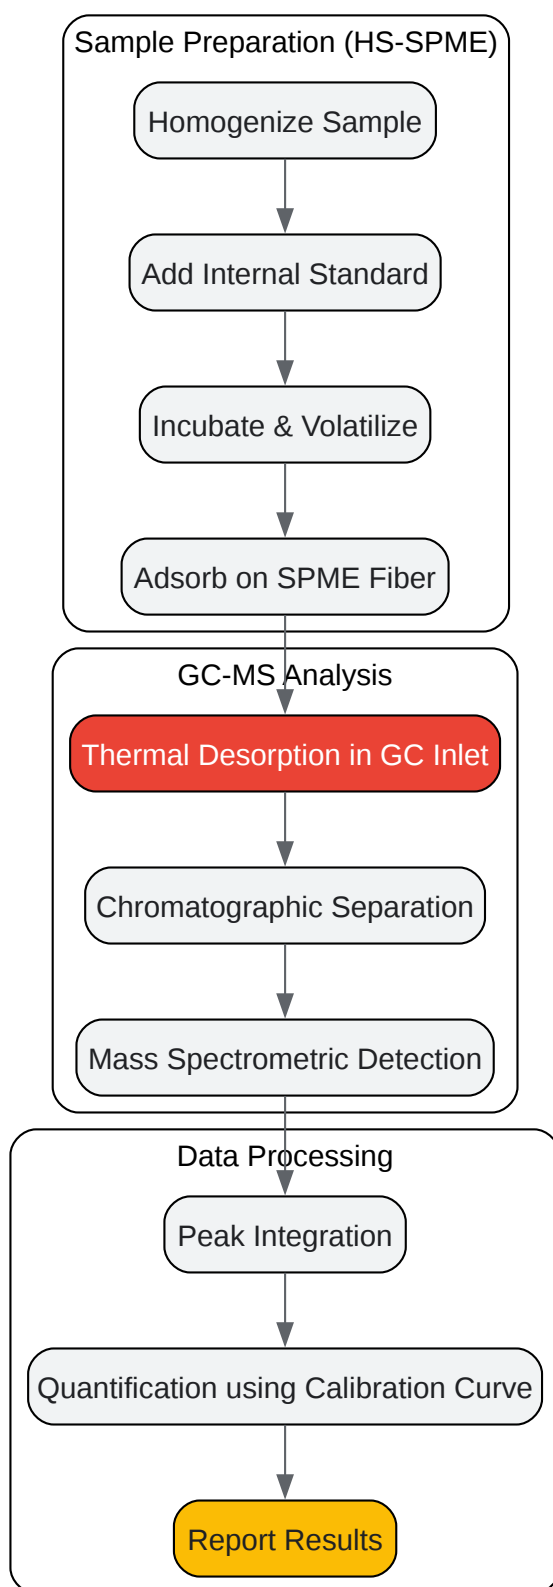 Sample Preparation (HS-SPME)
Homogenize Sample
Add Internal Standard
Incubate & Volatilize
Adsorb on SPME Fiber
GC-MS Analysis
Thermal Desorption in GC Inlet
Chromatographic Separation
Mass Spectrometric Detection
Data Processing
Peak Integration
Quantification using Calibration Curve
Report Results